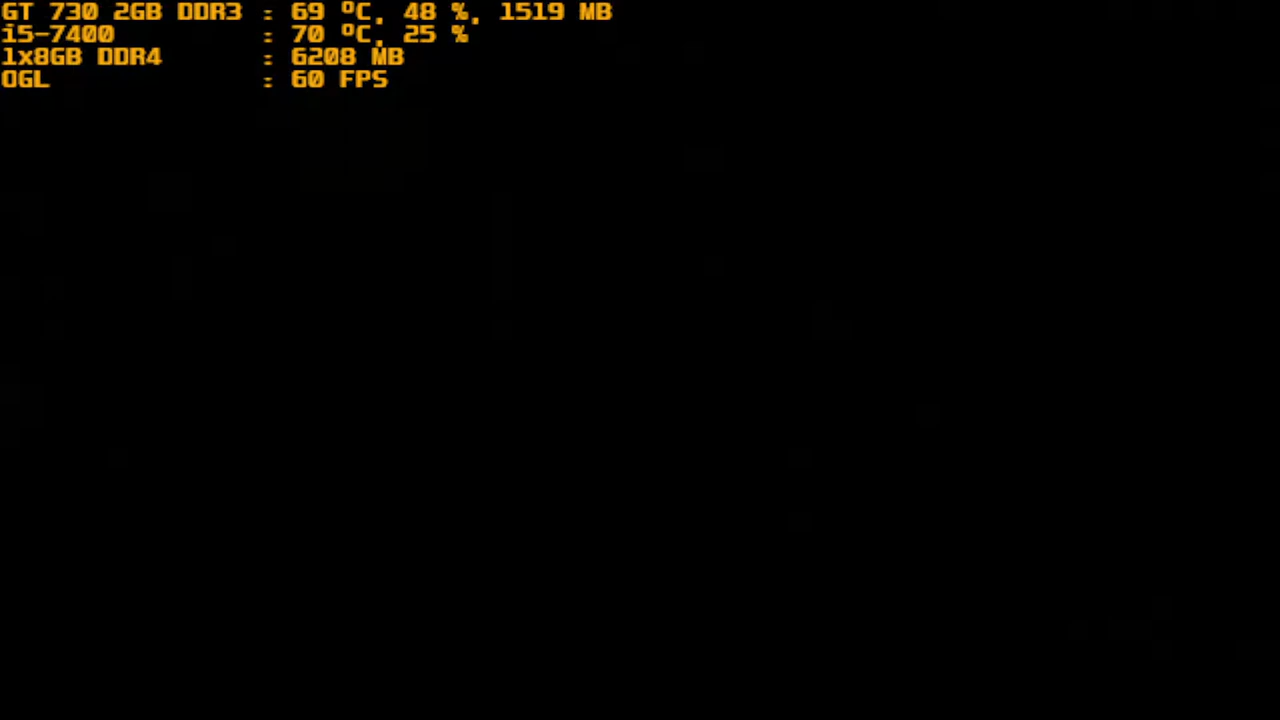 GT 730 2GB DDR3 : 69 ºC, 48 %, 1519 MB
i5-7400 : 70 ºC, 25 %
1x8GB DDR4 : 6208 MB
OGL : 60 FPS